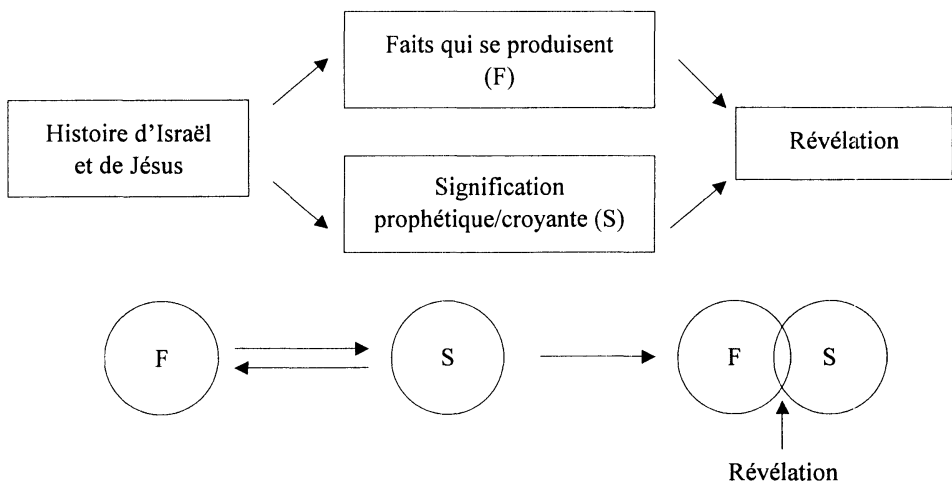 Faits qui se produisent
(F)
Histoire d'Israël
et de Jésus
Révélation
Signification
prophétique/croyante (S)
F
S
F
S
Révélation